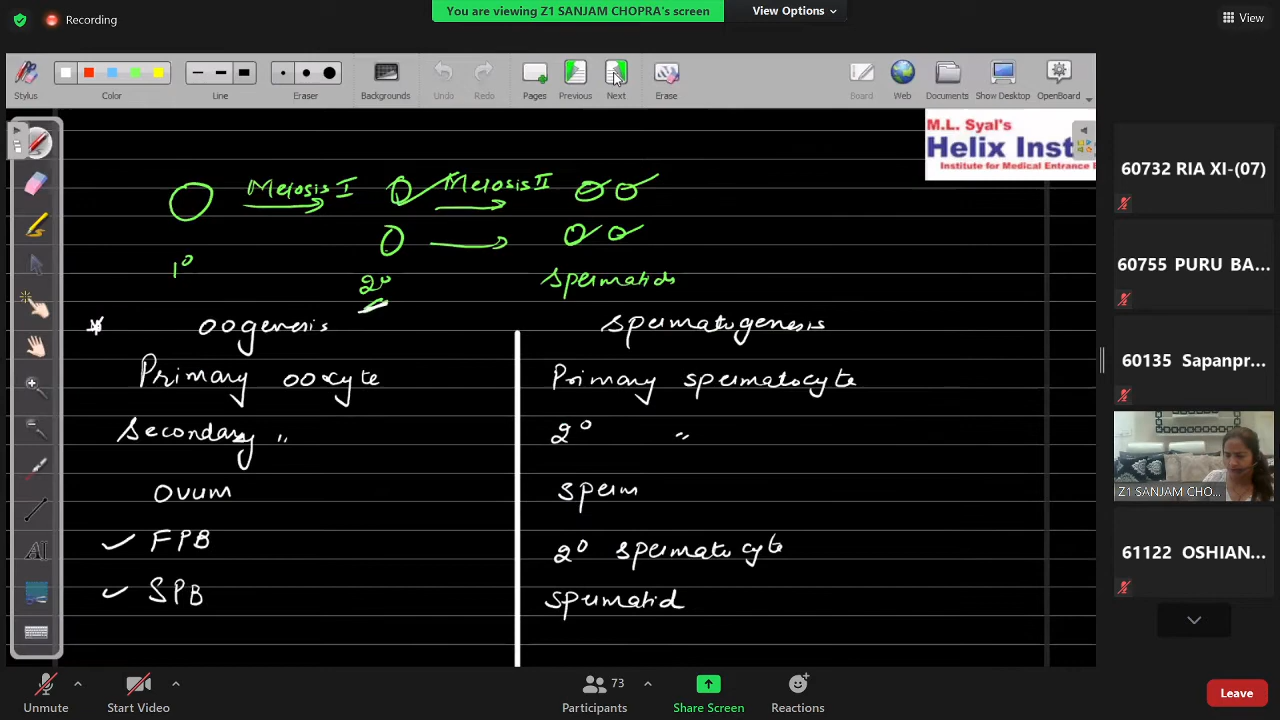 Recording
You are viewing Z1 SANJAM CHOPRA's screen
View Options
View
Stylus
Color
Line
Eraser
Backgrounds
Undo
Redo
Pages
Previous
Next
Erase
Board
Web
Documents
Show Desktop
OpenBoard
M.L. Syal's
Helix Inst
Institute for Medical Entrance
Meiosis I
Meiosis II
1°
2°
Spermatids
* oogenesis
Spermatogenesis
Primary oocyte
Primary spermatocyte
Secondary "
2° "
Ovum
Sperm
✓ FPB
2° spermatocyte
✓ SPB
Spermatid
60732 RIA XI-(07)
60755 PURU BA...
60135 Sapanpr...
Z1 SANJAM CHO...
61122 OSHIAN...
Unmute
Start Video
73
Participants
Share Screen
Reactions
Leave